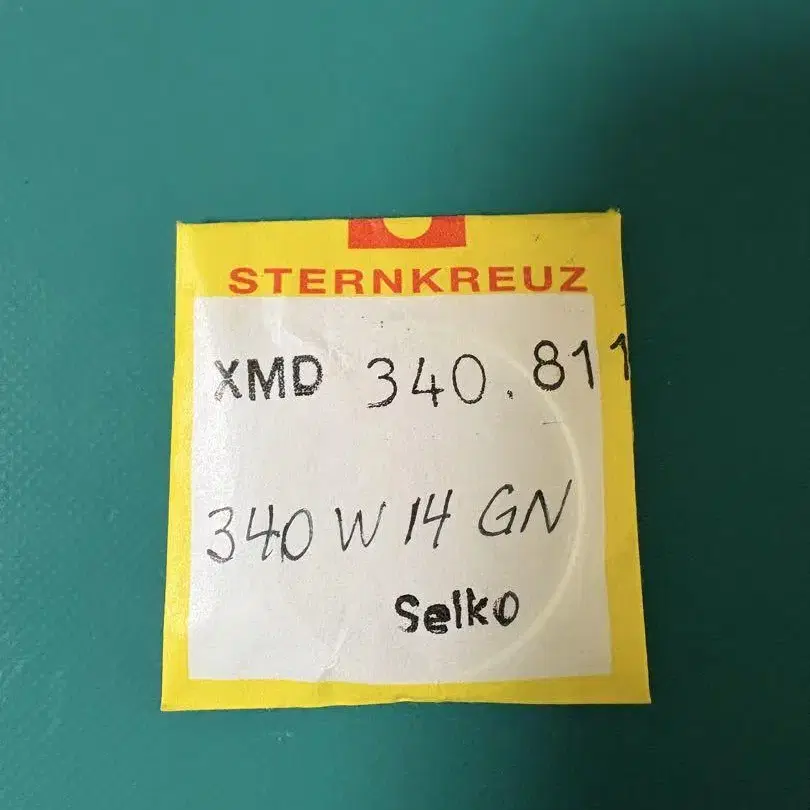 STERNKREUZ
XMD 340.811
340 W 14 GN
Seiko